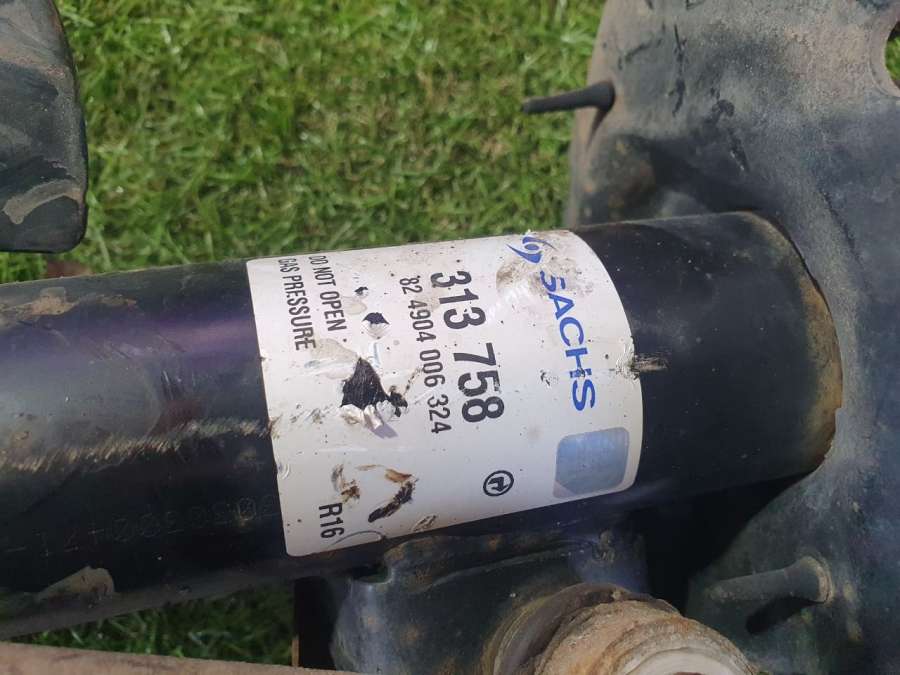 SACHS
313 758
82 4904 006 324
DO NOT OPEN
GAS PRESSURE
R16